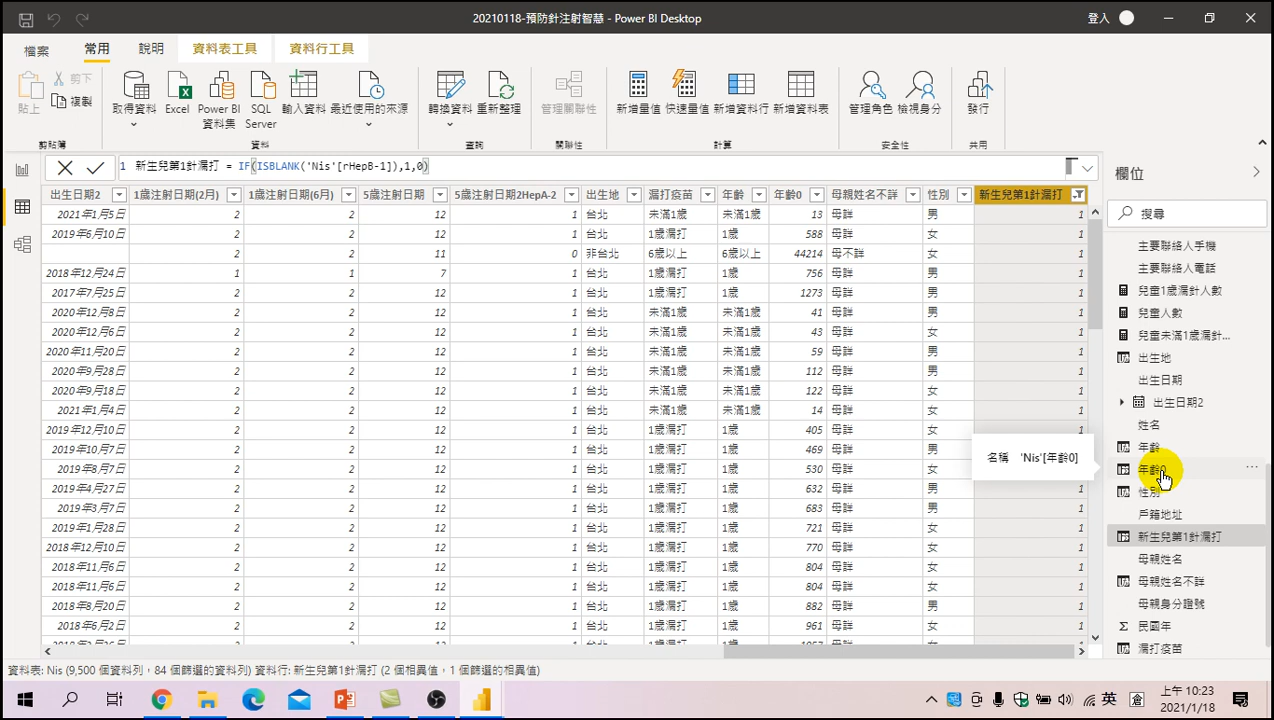 20210118-預防針注射智慧 - Power BI Desktop
登入
檔案 常用 說明 資料表工具 資料行工具
貼上 剪下 複製
取得資料 Excel Power BI 資料集 SQL Server 輸入資料 最近使用的來源 轉換資料 重新整理 管理關聯性 新增量值 快速量值 新增資料行 新增資料表 管理角色 檢視身分 發行
剪貼簿 資料 查詢 關聯性 計算 安全性 共用
1 新生兒第1針漏打 = IF(ISBLANK('Nis'[rHepB-1]),1,0)
出生日期2 1歲注射日期(2月) 1歲注射日期(6月) 5歲注射日期 5歲注射日期2HepA-2 出生地 漏打疫苗 年齡 年齡0 母親姓名不詳 性別 新生兒第1針漏打
2021年1月5日 2 2 12 1 台北 未滿1歲 未滿1歲 13 母詳 男 1
2019年6月10日 2 2 12 1 台北 1歲漏打 1歲 588 母詳 女 1
2 2 11 0 非台北 6歲以上 6歲以上 44214 母不詳 女 1
2018年12月24日 1 1 7 1 台北 1歲漏打 1歲 756 母詳 男 1
2017年7月25日 2 2 12 1 台北 1歲漏打 1歲 1273 母詳 男 1
2020年12月8日 2 2 12 1 台北 未滿1歲 未滿1歲 41 母詳 男 1
2020年12月6日 2 2 12 1 台北 未滿1歲 未滿1歲 43 母詳 女 1
2020年11月20日 2 2 12 1 台北 未滿1歲 未滿1歲 59 母詳 男 1
2020年9月28日 2 2 12 1 台北 未滿1歲 未滿1歲 112 母詳 男 1
2020年9月18日 2 2 12 1 台北 未滿1歲 未滿1歲 122 母詳 女 1
2021年1月4日 2 2 12 1 台北 未滿1歲 未滿1歲 14 母詳 女 1
2019年12月10日 2 2 12 1 台北 1歲漏打 1歲 405 母詳 女 1
2019年10月7日 2 2 12 1 台北 1歲漏打 1歲 469 母詳 男
2019年8月7日 2 2 12 1 台北 1歲漏打 1歲 530 母詳 女
2019年4月27日 2 2 12 1 台北 1歲漏打 1歲 632 母詳 男 1
2019年3月7日 2 2 12 1 台北 1歲漏打 1歲 683 母詳 男 1
2019年1月28日 2 2 12 1 台北 1歲漏打 1歲 721 母詳 女 1
2018年12月10日 2 2 12 1 台北 1歲漏打 1歲 770 母詳 女 1
2018年11月6日 2 2 12 1 台北 1歲漏打 1歲 804 母詳 女 1
2018年11月6日 2 2 12 1 台北 1歲漏打 1歲 804 母詳 女 1
2018年8月20日 2 2 12 1 台北 1歲漏打 1歲 882 母詳 男 1
2018年6月2日 2 2 12 1 台北 1歲漏打 1歲 961 母詳 女 1
名稱 'Nis'[年齡0]
資料表: Nis (9,500 個資料列，84 個篩選的資料列) 資料行: 新生兒第1針漏打 (2 個相異值，1 個篩選的相異值)
欄位
搜尋
主要聯絡人手機
主要聯絡人電話
兒童1歲漏針人數
兒童人數
兒童未滿1歲漏針...
出生地
出生日期
出生日期2
姓名
年齡
年齡0
性別
戶籍地址
新生兒第1針漏打
母親姓名
母親姓名不詳
母親身分證號
民國年
漏打疫苗
英
上午 10:23
2021/1/18